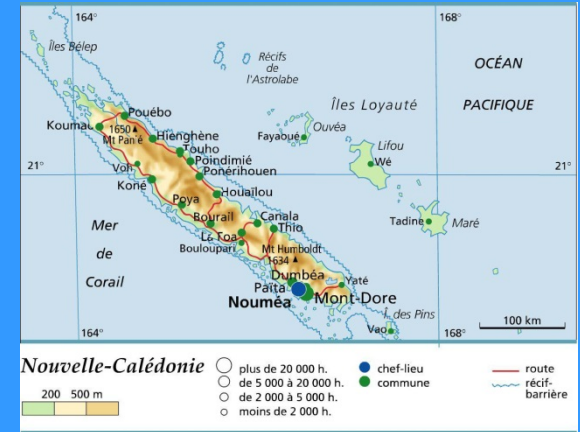 164°
168°
Îles Bélep
Récifs
de
l'Astrolabe
OCÉAN
PACIFIQUE
Îles Loyauté
Pouébo
Koumac
1650
Mt Panié
Hienghène
Touho
Poindimié
Ponérihouen
Fayaoué
Ouvéa
Lifou
Wé
21°
21°
Voh
Koné
Houaïlou
Poya
Bourail
Canala
Thio
La Foa
Bouloupari
Tadine
Maré
Mer
de
Corail
Mt Humboldt
1634
Dumbéa
Païta
Yaté
Nouméa
Mont-Dore
Î. des Pins
Vao
164°
168°
100 km
Nouvelle-Calédonie
200 500 m
plus de 20 000 h.
de 5 000 à 20 000 h.
de 2 000 à 5 000 h.
moins de 2 000 h.
chef-lieu
commune
route
récif-
barrière